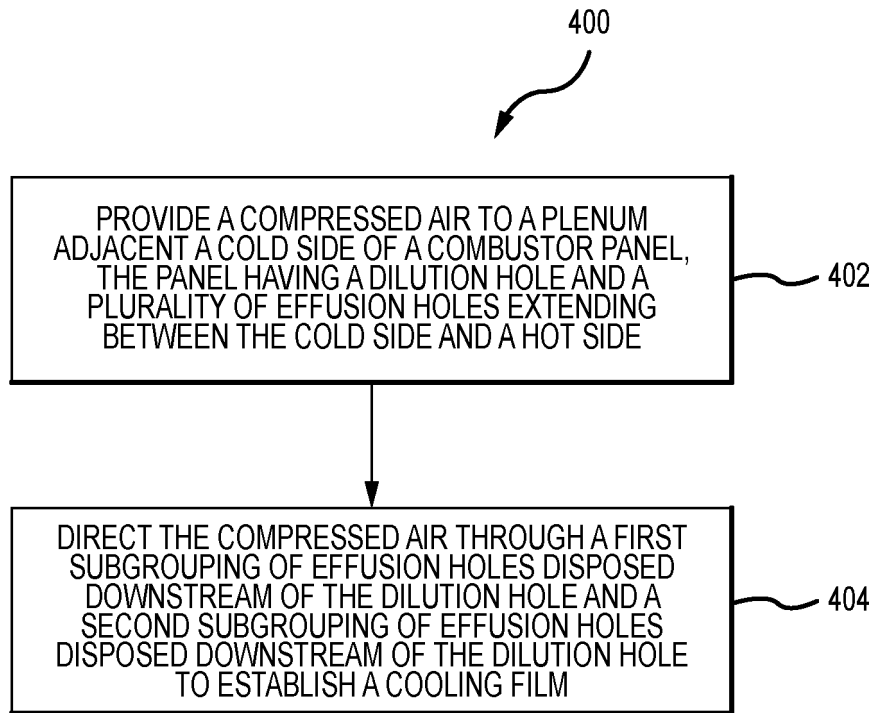 400
PROVIDE A COMPRESSED AIR TO A PLENUM
ADJACENT A COLD SIDE OF A COMBUSTOR PANEL,
THE PANEL HAVING A DILUTION HOLE AND A
PLURALITY OF EFFUSION HOLES EXTENDING
BETWEEN THE COLD SIDE AND A HOT SIDE
402
DIRECT THE COMPRESSED AIR THROUGH A FIRST
SUBGROUPING OF EFFUSION HOLES DISPOSED
DOWNSTREAM OF THE DILUTION HOLE AND A
SECOND SUBGROUPING OF EFFUSION HOLES
DISPOSED DOWNSTREAM OF THE DILUTION HOLE
TO ESTABLISH A COOLING FILM
404